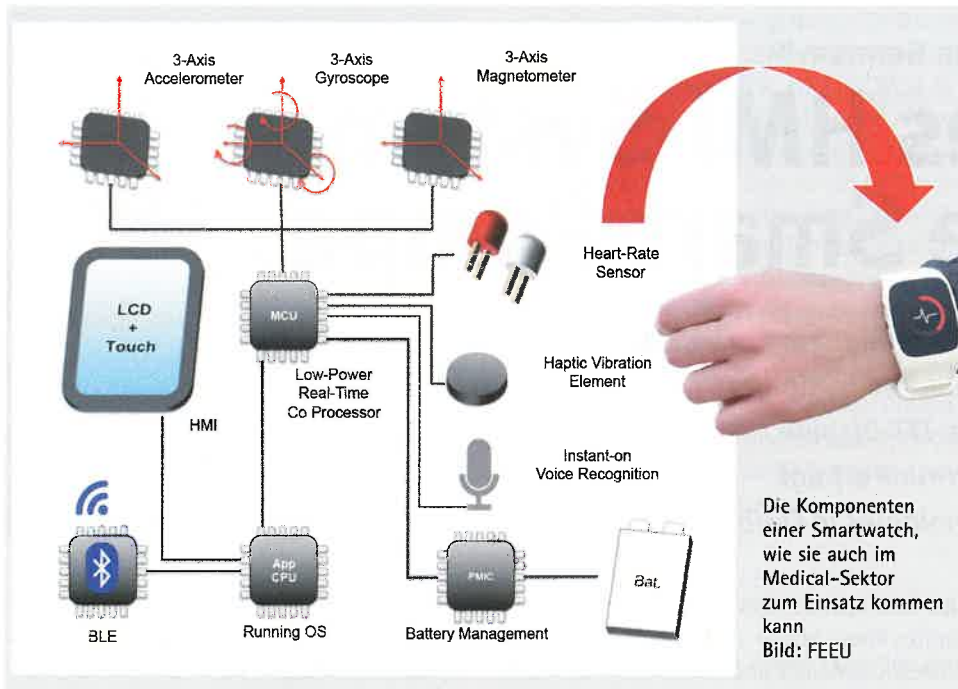 3-Axis
Accelerometer
3-Axis
Gyroscope
3-Axis
Magnetometer
Heart-Rate
Sensor
LCD
+
Touch
MCU
Haptic Vibration
Element
Low-Power
Real-Time
Co Processor
HMI
Instant-on
Voice Recognition
App
CPU
PMIC
Bat.
BLE
Running OS
Battery Management
Die Komponenten
einer Smartwatch,
wie sie auch im
Medical-Sektor
zum Einsatz kommen
kann
Bild: FEEU